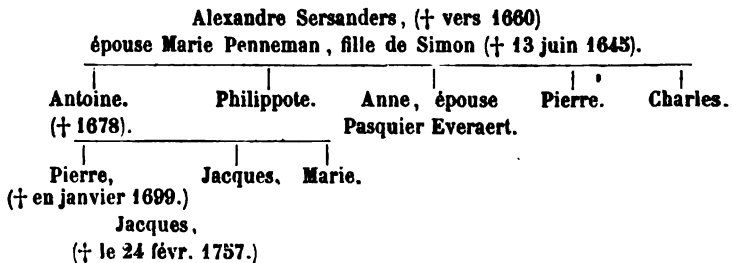 Alexandre Sersanders, († vers 1660)
épouse Marie Penneman, fille de Simon († 13 juin 1645).
Antoine. Philippote. Anne, épouse Pierre. Charles.
(† 1678). Pasquier Everaert.
Pierre, Jacques. Marie.
(† en janvier 1699.)
Jacques,
(† le 24 févr. 1757.)